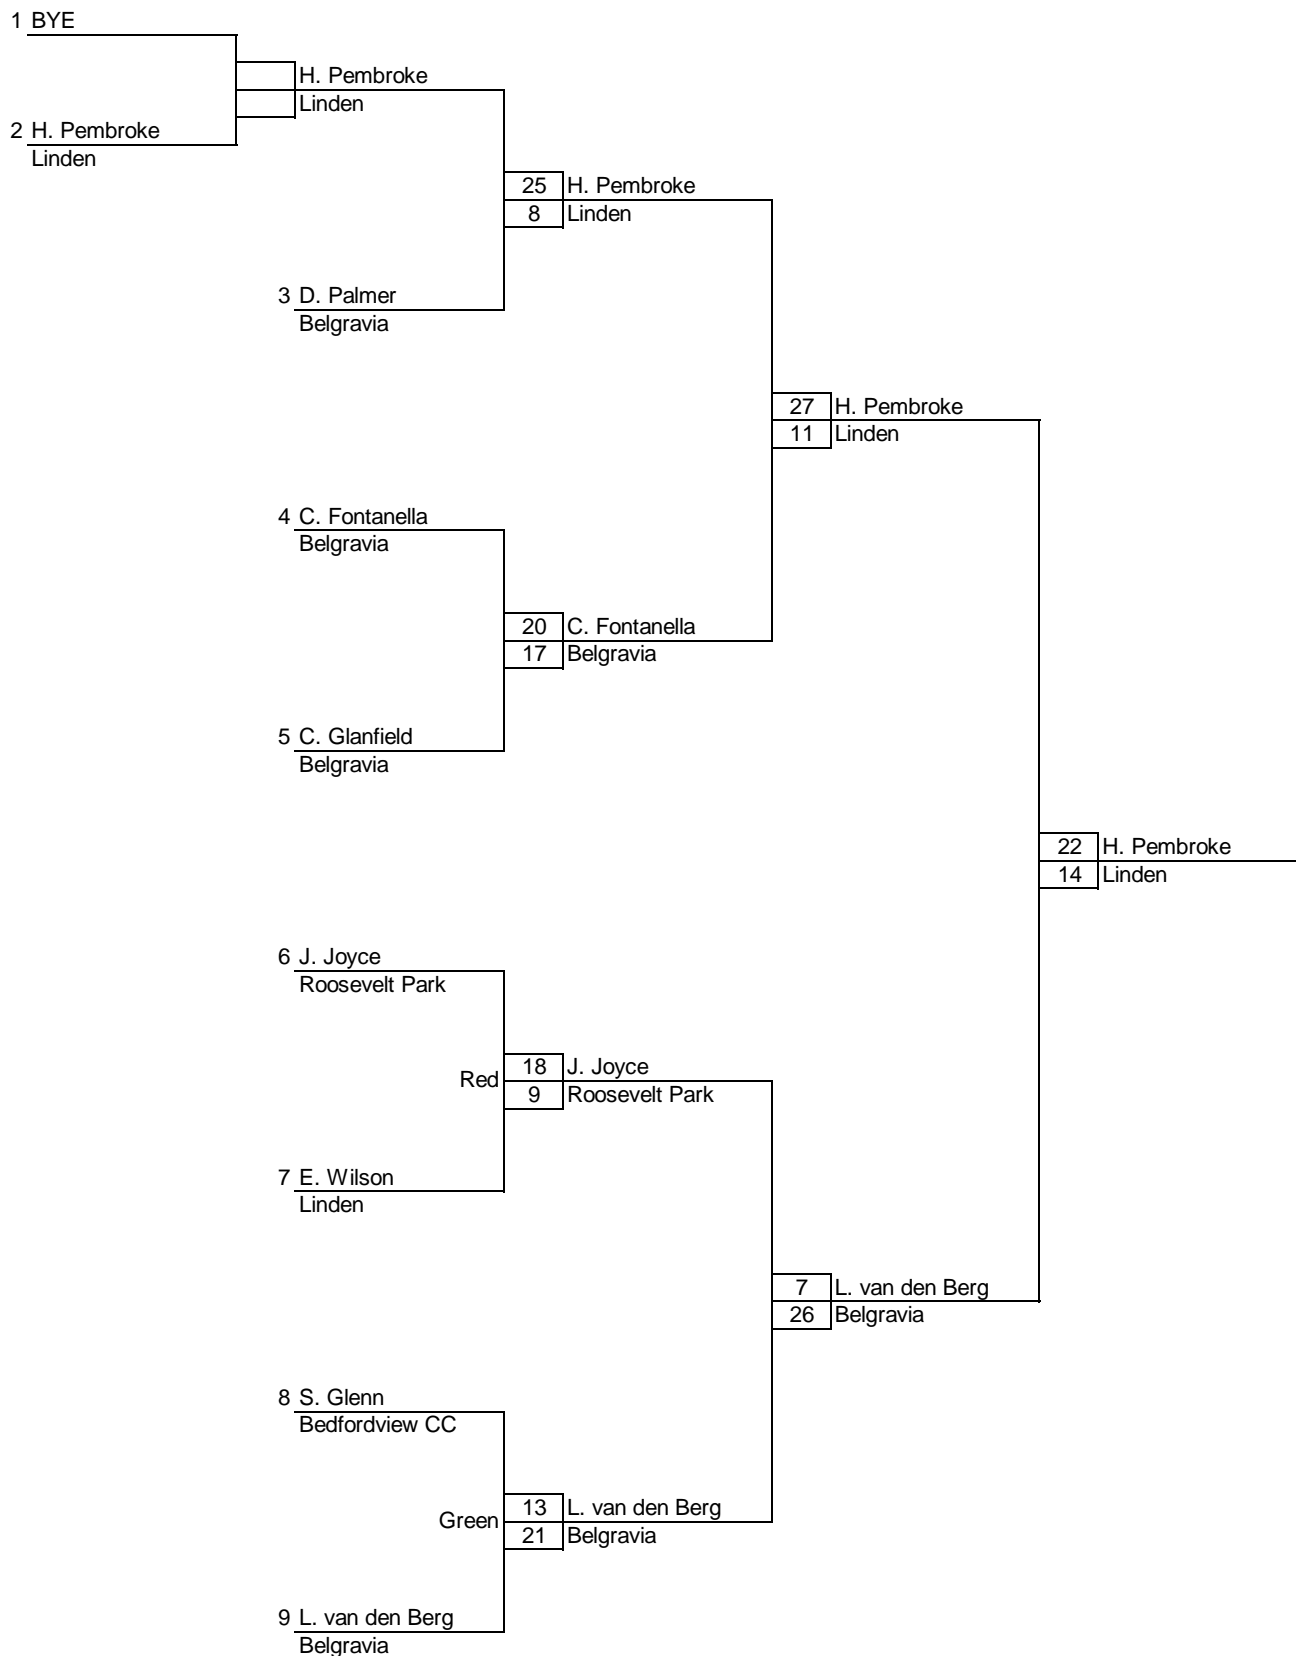 1 BYE
H. Pembroke
Linden
2 H. Pembroke
Linden
25 H. Pembroke
8 Linden
3 D. Palmer
Belgravia
27 H. Pembroke
11 Linden
4 C. Fontanella
Belgravia
20 C. Fontanella
17 Belgravia
5 C. Glanfield
Belgravia
22 H. Pembroke
14 Linden
6 J. Joyce
Roosevelt Park
18 J. Joyce
Red
9 Roosevelt Park
7 E. Wilson
Linden
7 L. van den Berg
26 Belgravia
8 S. Glenn
Bedfordview CC
13 L. van den Berg
Green
21 Belgravia
9 L. van den Berg
Belgravia